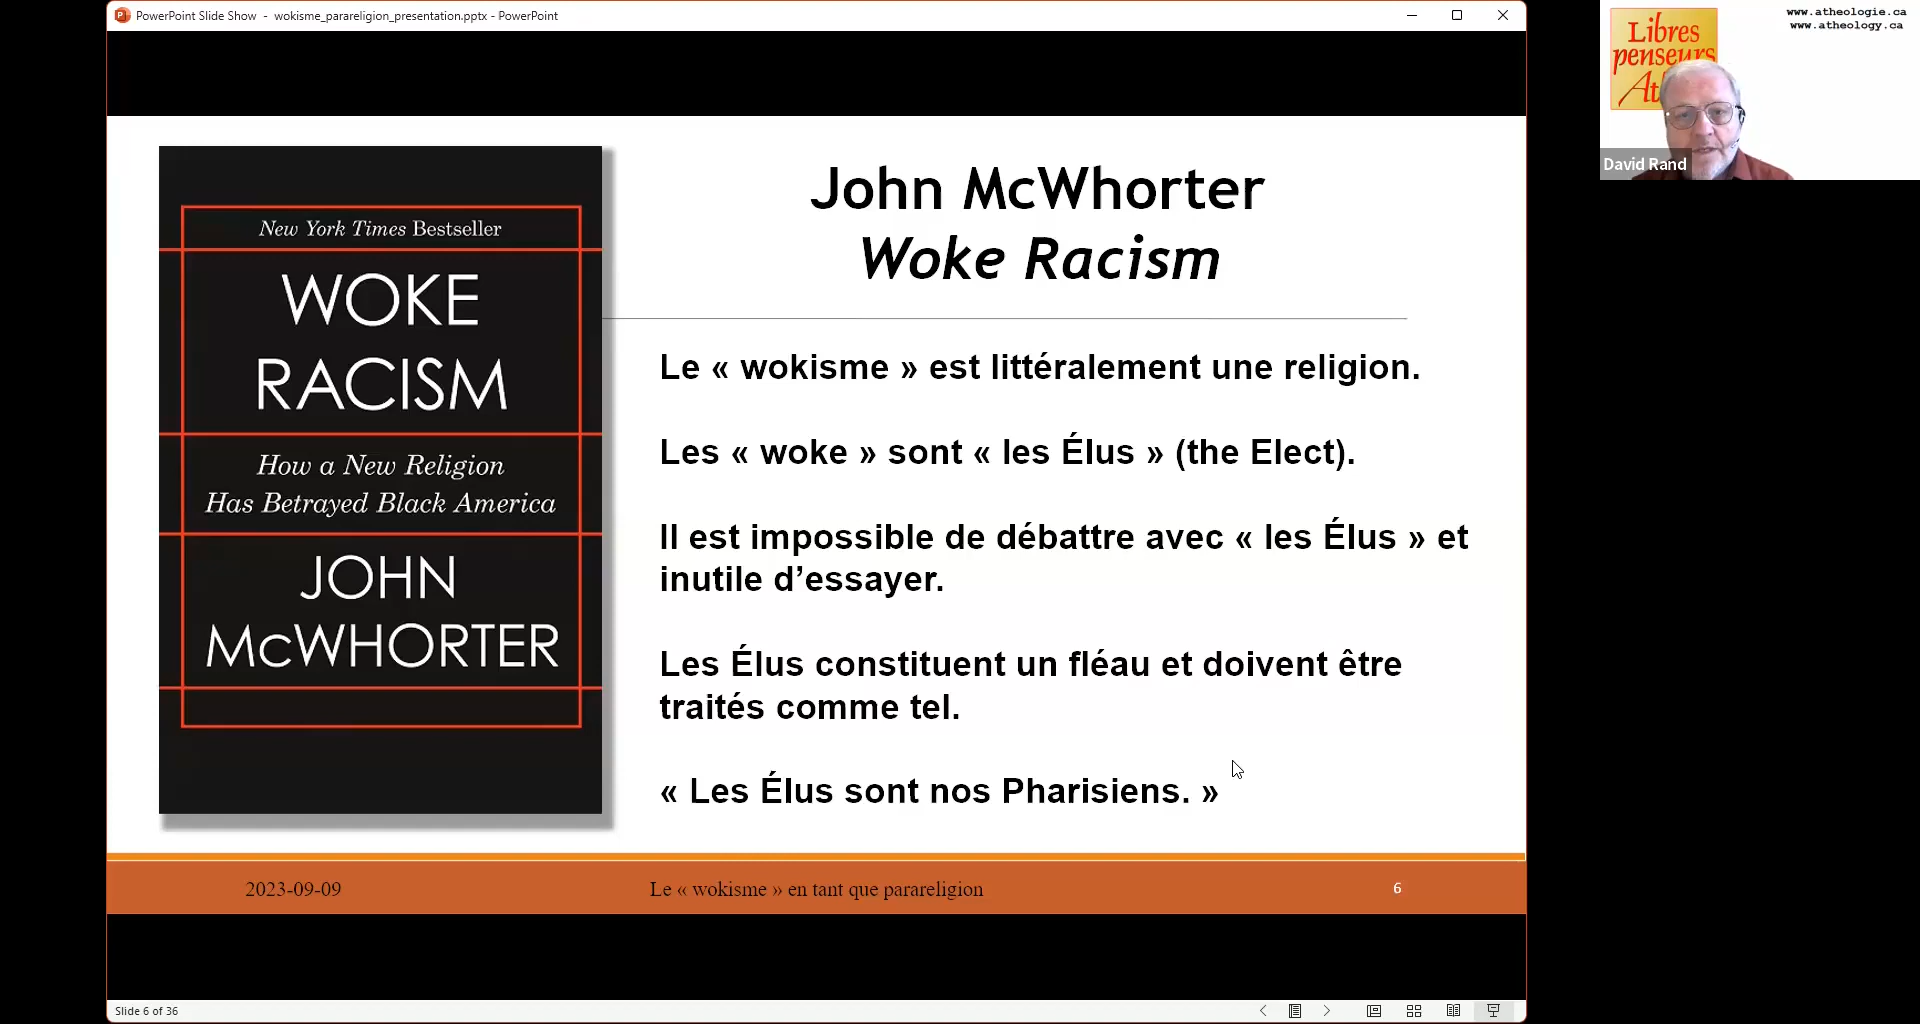 PowerPoint Slide Show - wokisme_parareligion_presentation.pptx - PowerPoint
New York Times Bestseller
WOKE
RACISM
How a New Religion
Has Betrayed Black America
JOHN
McWHORTER
John McWhorter
Woke Racism
Le « wokisme » est littéralement une religion.
Les « woke » sont « les Élus » (the Elect).
Il est impossible de débattre avec « les Élus » et
inutile d’essayer.
Les Élus constituent un fléau et doivent être
traités comme tel.
« Les Élus sont nos Pharisiens. »
2023-09-09
Le « wokisme » en tant que parareligion
6
Slide 6 of 36
www.atheologie.ca
www.atheology.ca
Libres
penseurs
At
David Rand